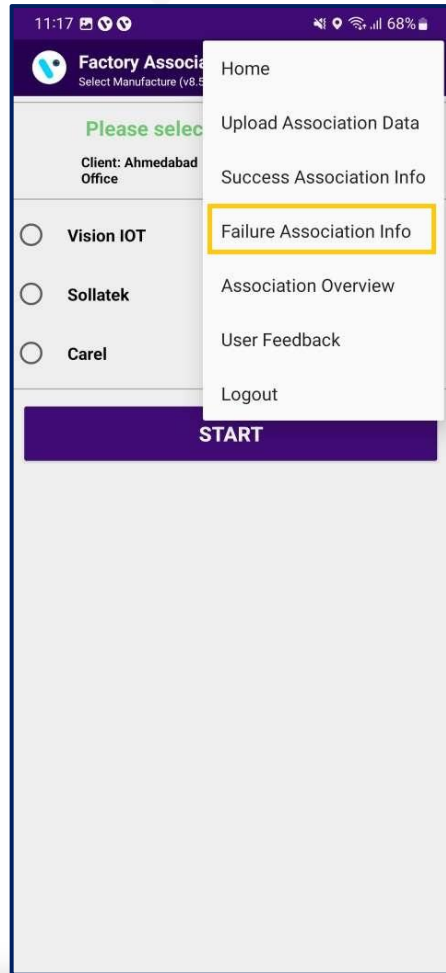 11:17 68%
Factory Associa
Select Manufacture (v8.5
Please selec
Client: Ahmedabad
Office
Vision IOT
Sollatek
Carel
START
Home
Upload Association Data
Success Association Info
Failure Association Info
Association Overview
User Feedback
Logout